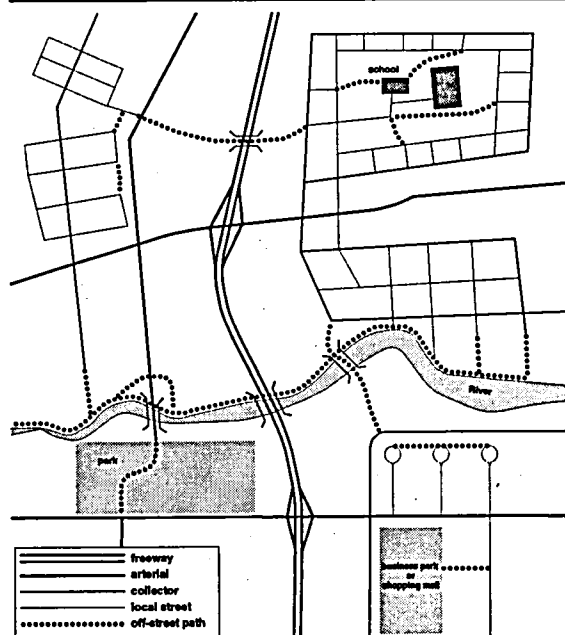 school
River
park
business park
or
shopping mall
freeway
arterial
collector
local street
off-street path